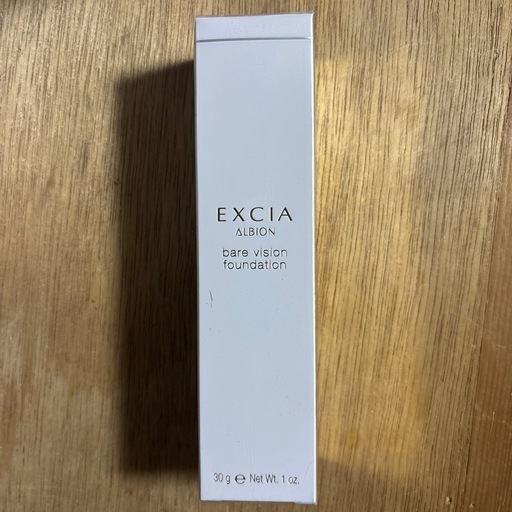 EXCIA
ALBION
bare vision
foundation
30 g ℮ Net Wt. 1 oz.